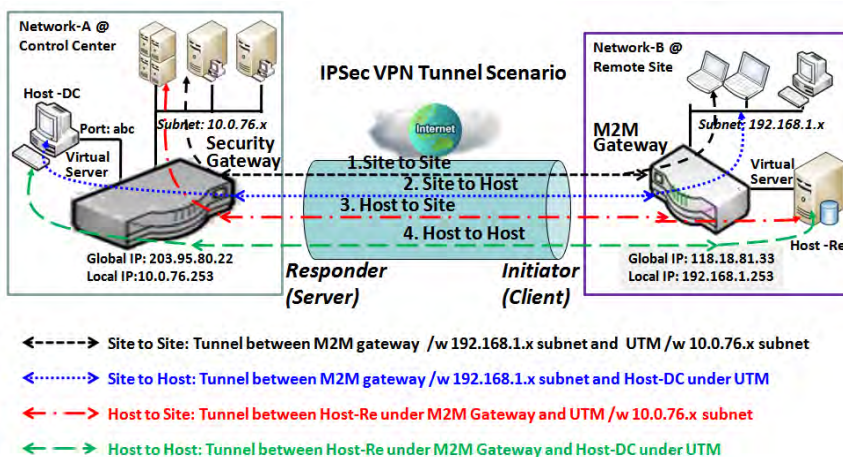 Network-A @
Control Center
Host -DC
Port: abc
Subnet: 10.0.76.x
Virtual
Server
Security
Gateway
Global IP: 203.95.80.22
Local IP:10.0.76.253
IPSec VPN Tunnel Scenario
Internet
1.Site to Site
2. Site to Host
3. Host to Site
4. Host to Host
Responder
(Server)
Initiator
(Client)
Network-B @
Remote Site
Subnet: 192.168.1.x
M2M
Gateway
Virtual
Server
Host -Re
Global IP: 118.18.81.33
Local IP: 192.168.1.253
Site to Site: Tunnel between M2M gateway /w 192.168.1.x subnet and UTM /w 10.0.76.x subnet
Site to Host: Tunnel between M2M gateway /w 192.168.1.x subnet and Host-DC under UTM
Host to Site: Tunnel between Host-Re under M2M Gateway and UTM /w 10.0.76.x subnet
Host to Host: Tunnel between Host-Re under M2M Gateway and Host-DC under UTM